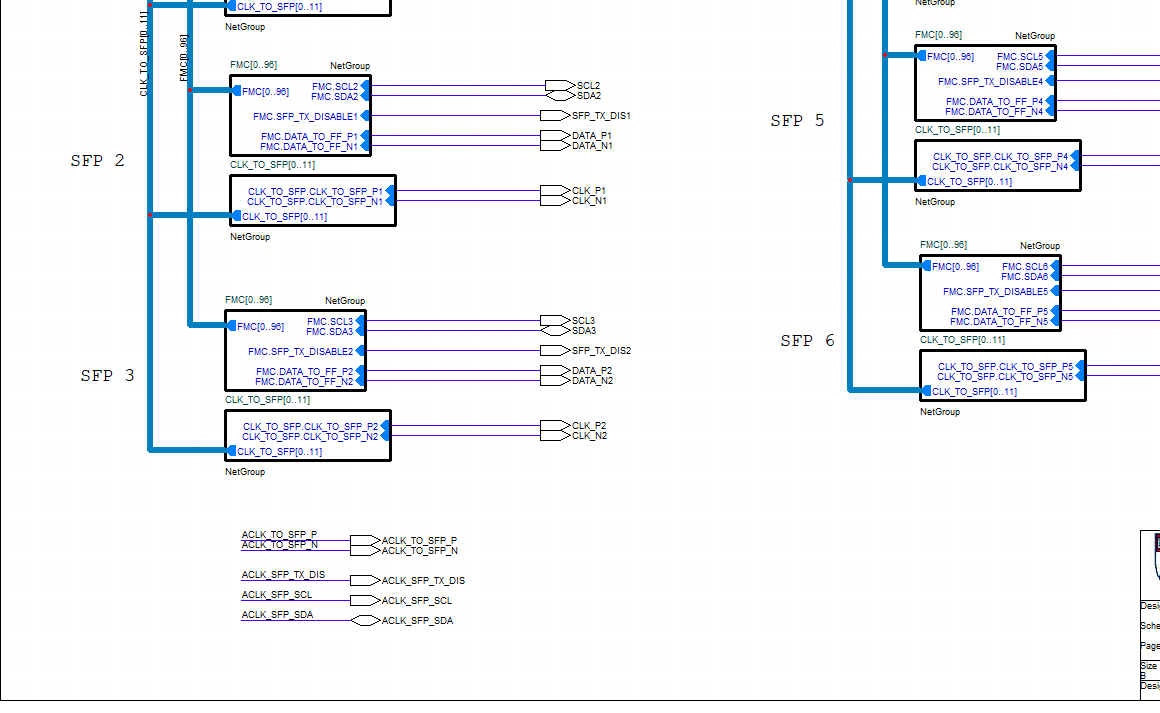 CLK_TO_SFP[0..11]
NetGroup
CLK_TO_SFP[0..11]
FMC[0..96]
SFP 2
FMC[0..96]
NetGroup
FMC[0..96]
FMC.SCL2
FMC.SDA2
FMC.SFP_TX_DISABLE1
FMC.DATA_TO_FF_P1
FMC.DATA_TO_FF_N1
SCL2
SDA2
SFP_TX_DIS1
DATA_P1
DATA_N1
CLK_TO_SFP[0..11]
CLK_TO_SFP.CLK_TO_SFP_P1
CLK_TO_SFP.CLK_TO_SFP_N1
CLK_TO_SFP[0..11]
CLK_P1
CLK_N1
NetGroup
SFP 3
FMC[0..96]
NetGroup
FMC[0..96]
FMC.SCL3
FMC.SDA3
FMC.SFP_TX_DISABLE2
FMC.DATA_TO_FF_P2
FMC.DATA_TO_FF_N2
SCL3
SDA3
SFP_TX_DIS2
DATA_P2
DATA_N2
CLK_TO_SFP[0..11]
CLK_TO_SFP.CLK_TO_SFP_P2
CLK_TO_SFP.CLK_TO_SFP_N2
CLK_TO_SFP[0..11]
CLK_P2
CLK_N2
NetGroup
ACLK_TO_SFP_P
ACLK_TO_SFP_P
ACLK_TO_SFP_N
ACLK_TO_SFP_N
ACLK_SFP_TX_DIS
ACLK_SFP_TX_DIS
ACLK_SFP_SCL
ACLK_SFP_SCL
ACLK_SFP_SDA
ACLK_SFP_SDA
NetGroup
SFP 5
FMC[0..96]
NetGroup
FMC[0..96]
FMC.SCL5
FMC.SDA5
FMC.SFP_TX_DISABLE4
FMC.DATA_TO_FF_P4
FMC.DATA_TO_FF_N4
CLK_TO_SFP[0..11]
CLK_TO_SFP.CLK_TO_SFP_P4
CLK_TO_SFP.CLK_TO_SFP_N4
CLK_TO_SFP[0..11]
NetGroup
SFP 6
FMC[0..96]
NetGroup
FMC[0..96]
FMC.SCL6
FMC.SDA6
FMC.SFP_TX_DISABLE5
FMC.DATA_TO_FF_P5
FMC.DATA_TO_FF_N5
CLK_TO_SFP[0..11]
CLK_TO_SFP.CLK_TO_SFP_P5
CLK_TO_SFP.CLK_TO_SFP_N5
CLK_TO_SFP[0..11]
NetGroup
Desi
Sche
Page
Size
B
Desi